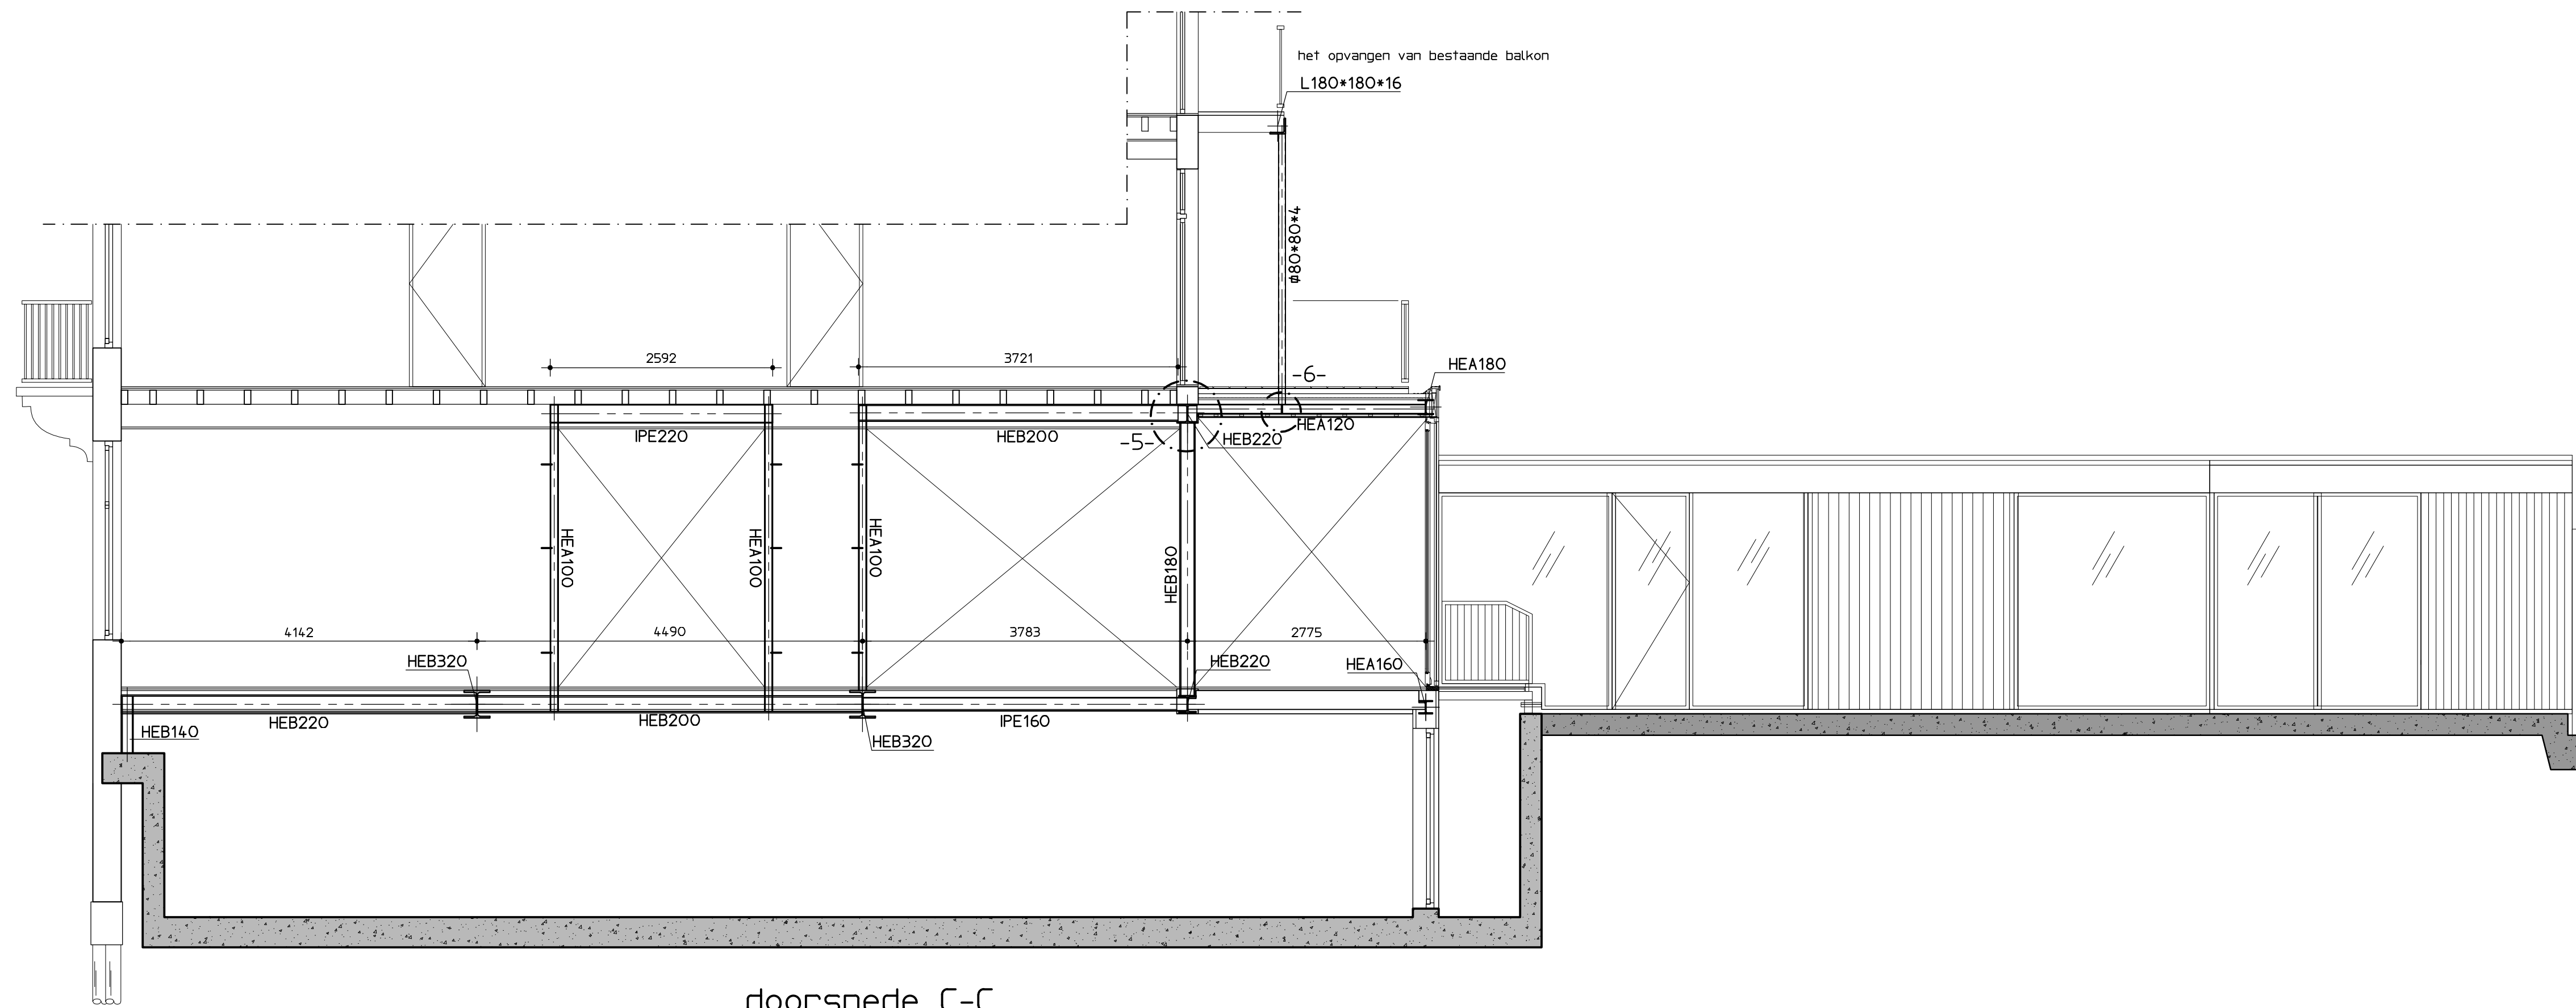 het opvangen van bestaande balkon
L180*180*16
80*80*4
2592
3721
HEA180
-6-
IPE220
HEB200
-5-
HEB220
HEA120
HEA100
HEA100
HEA100
HEB180
4142
4490
3783
2775
HEB320
HEB220
HEA160
HEB220
HEB200
IPE160
HEB140
HEB320
doorsnede C-C